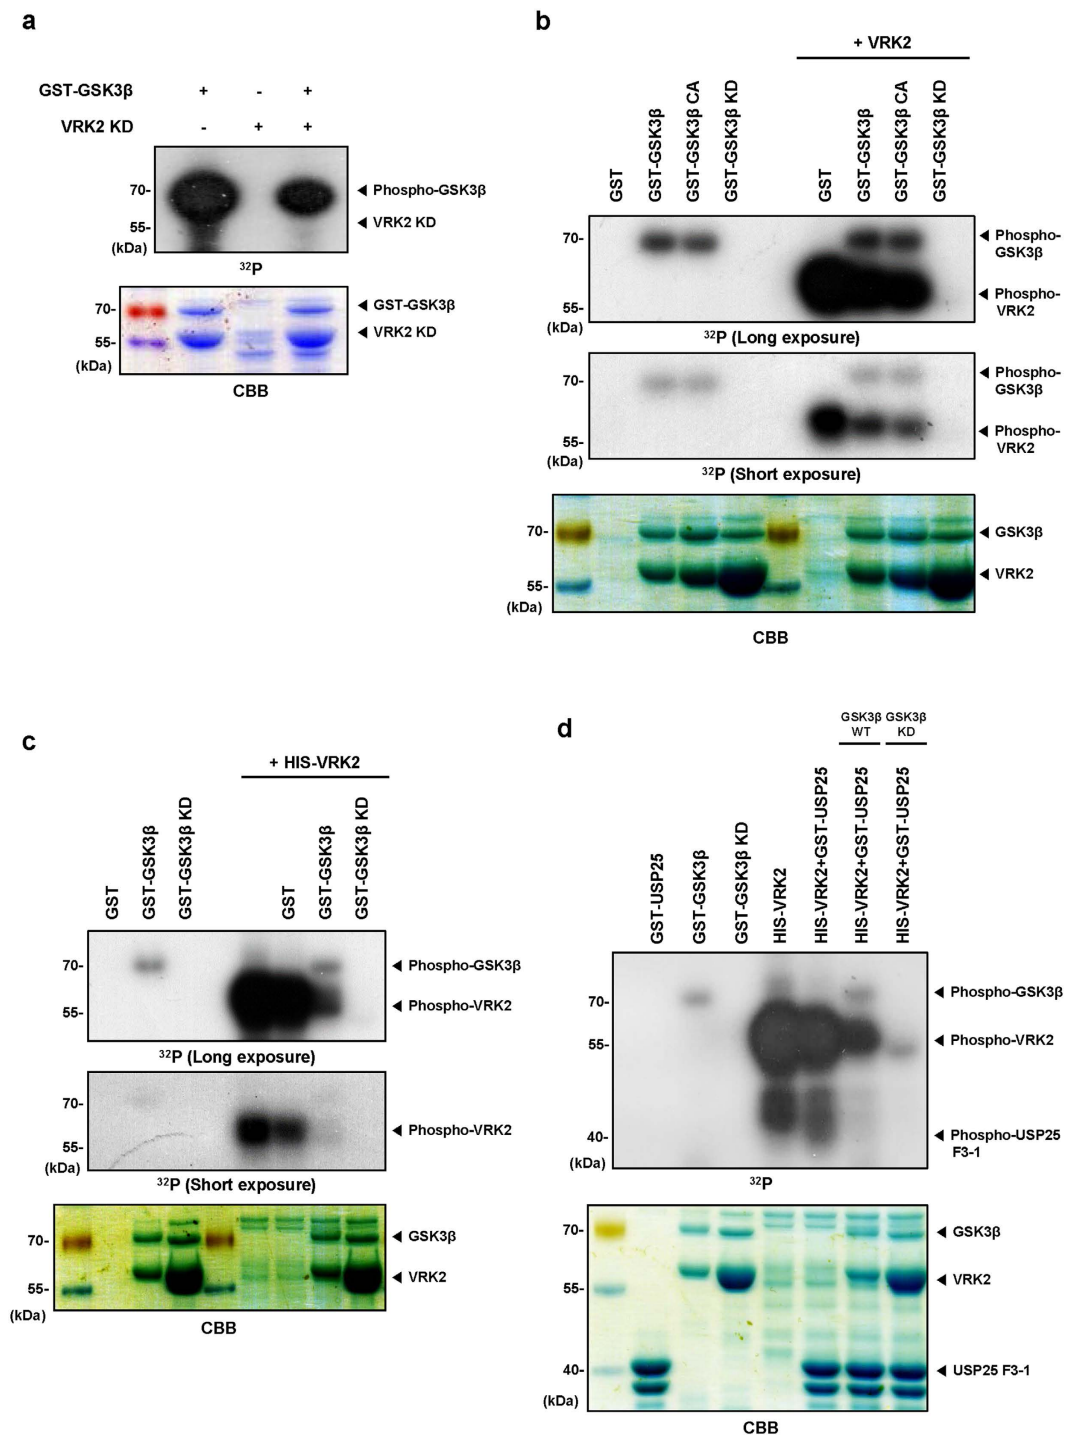 a
GST-GSK3β + - +
VRK2 KD - + +
70-
55-
(kDa)
Phospho-GSK3β
VRK2 KD
32P
70-
55-
(kDa)
GST-GSK3β
VRK2 KD
CBB
b
+ VRK2
GST
GST-GSK3β
GST-GSK3β CA
GST-GSK3β KD
GST
GST-GSK3β
GST-GSK3β CA
GST-GSK3β KD
70-
55-
(kDa)
Phospho-
GSK3β
Phospho-
VRK2
32P (Long exposure)
70-
55-
(kDa)
Phospho-
GSK3β
Phospho-
VRK2
32P (Short exposure)
70-
55-
(kDa)
GSK3β
VRK2
CBB
c
+ HIS-VRK2
GST
GST-GSK3β
GST-GSK3β KD
GST
GST-GSK3β
GST-GSK3β KD
70-
55-
Phospho-GSK3β
Phospho-VRK2
32P (Long exposure)
70-
55-
(kDa)
Phospho-VRK2
32P (Short exposure)
70-
55-
(kDa)
GSK3β
VRK2
CBB
d
GSK3β
WT
GSK3β
KD
GST-USP25
GST-GSK3β
GST-GSK3β KD
HIS-VRK2
HIS-VRK2+GST-USP25
HIS-VRK2+GST-USP25
HIS-VRK2+GST-USP25
70-
55-
40-
(kDa)
Phospho-GSK3β
Phospho-VRK2
Phospho-USP25
F3-1
32P
70-
55-
40-
(kDa)
GSK3β
VRK2
USP25 F3-1
CBB